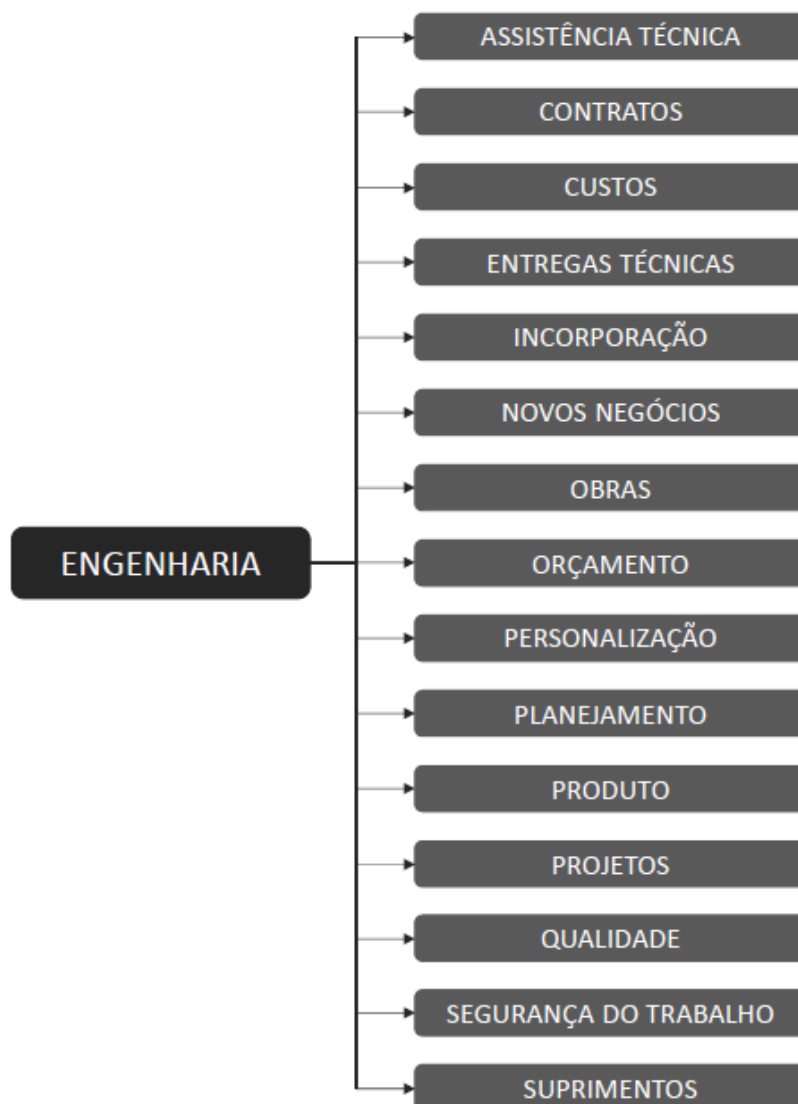 ASSISTÊNCIA TÉCNICA
CONTRATOS
CUSTOS
ENTREGAS TÉCNICAS
INCORPORAÇÃO
NOVOS NEGÓCIOS
OBRAS
ENGENHARIA
ORÇAMENTO
PERSONALIZAÇÃO
PLANEJAMENTO
PRODUTO
PROJETOS
QUALIDADE
SEGURANÇA DO TRABALHO
SUPRIMENTOS